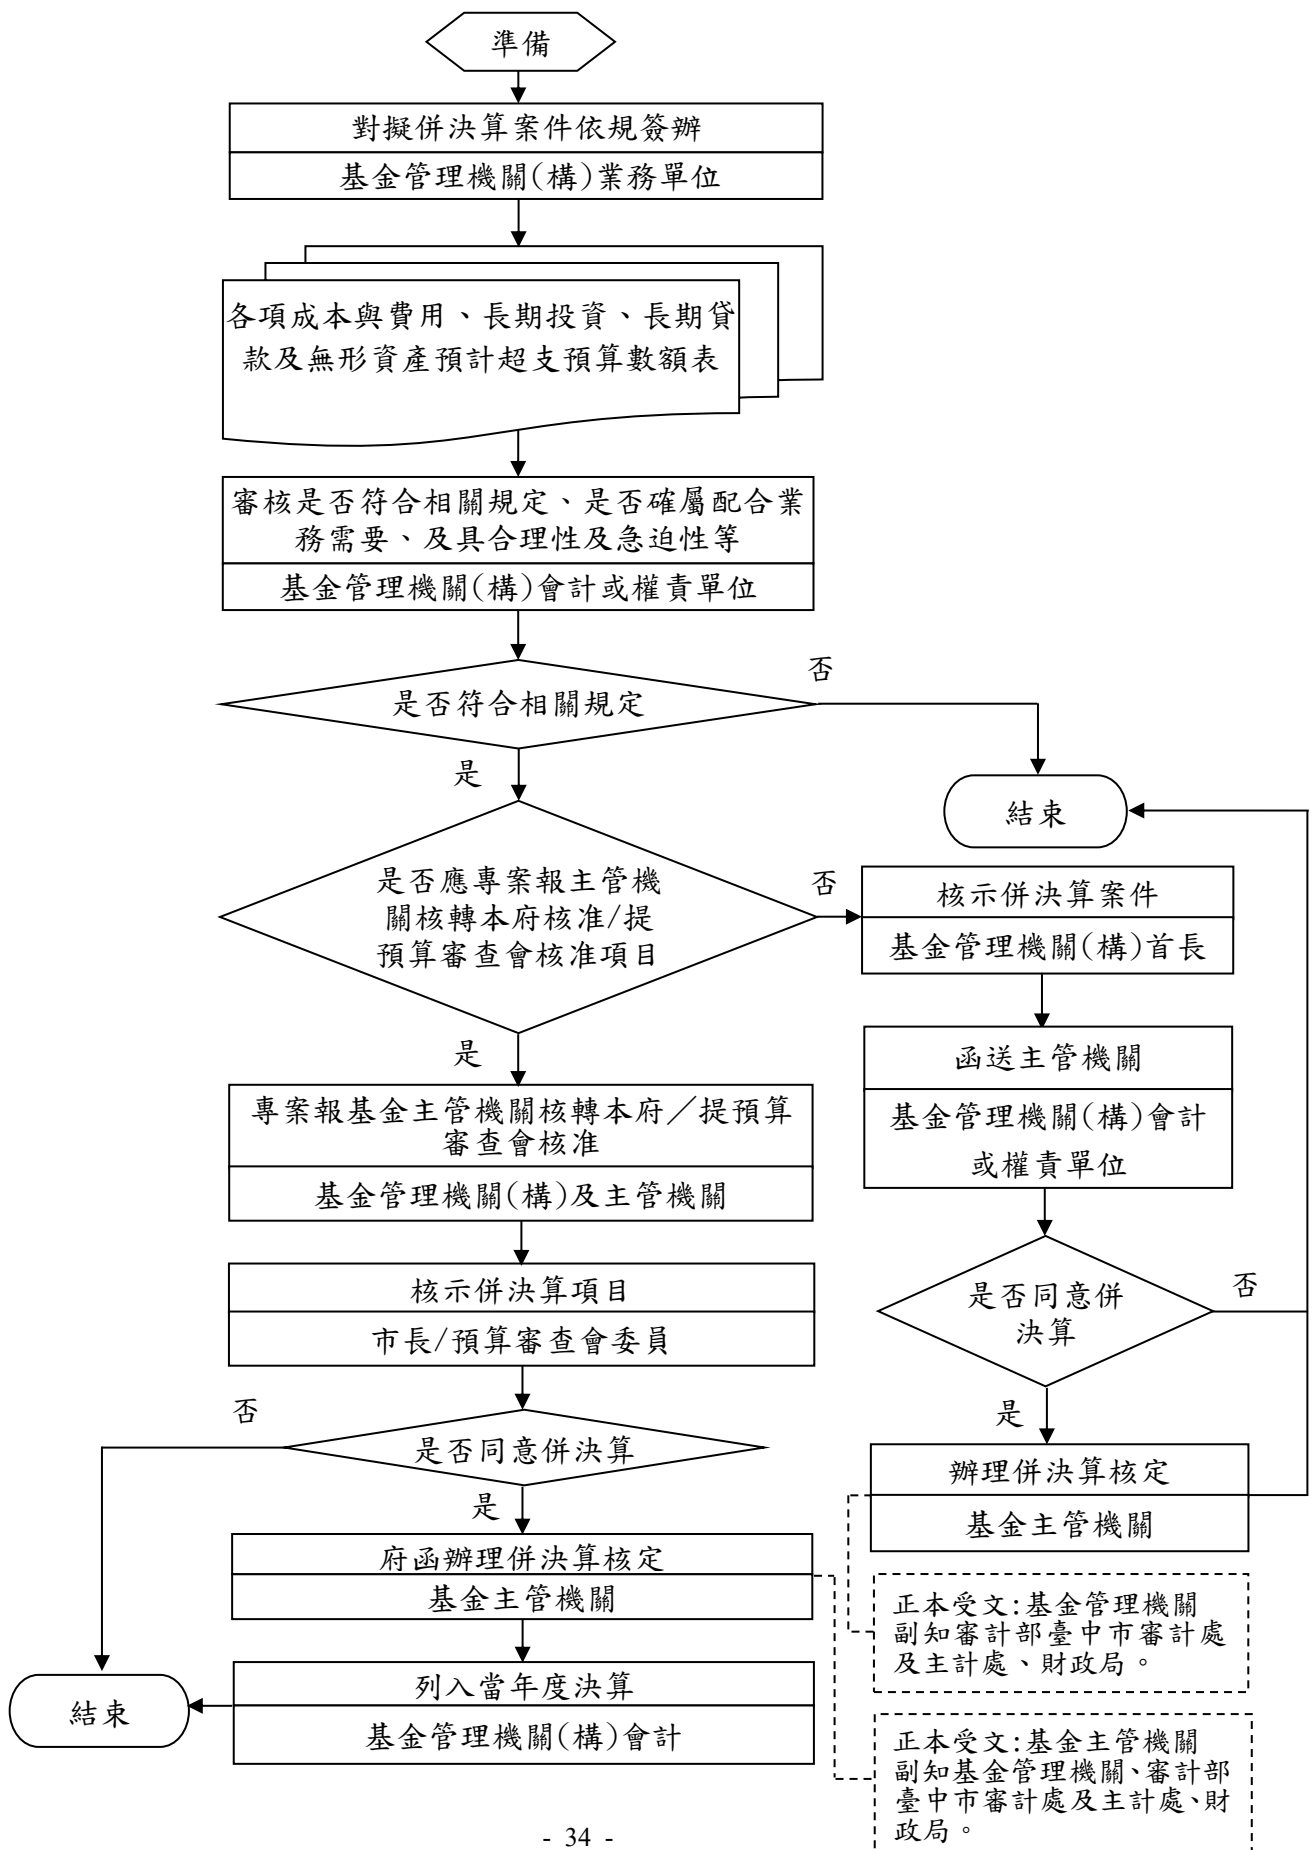 準備
對擬併決算案件依規簽辦
基金管理機關(構)業務單位
各項成本與費用、長期投資、長期貸
款及無形資產預計超支預算數額表
審核是否符合相關規定、是否確屬配合業
務需要、及具合理性及急迫性等
基金管理機關(構)會計或權責單位
是否符合相關規定
否
是
結束
是否應專案報主管機
關核轉本府核准/提
預算審查會核准項目
否
是
核示併決算案件
基金管理機關(構)首長
函送主管機關
基金管理機關(構)會計
或權責單位
專案報基金主管機關核轉本府／提預算
審查會核准
基金管理機關(構)及主管機關
核示併決算項目
市長/預算審查會委員
是否同意併
決算
否
是
是否同意併決算
否
是
辦理併決算核定
基金主管機關
府函辦理併決算核定
基金主管機關
正本受文:基金管理機關
副知審計部臺中市審計處
及主計處、財政局。
列入當年度決算
基金管理機關(構)會計
結束
正本受文:基金主管機關
副知基金管理機關、審計部
臺中市審計處及主計處、財
政局。
- 34 -